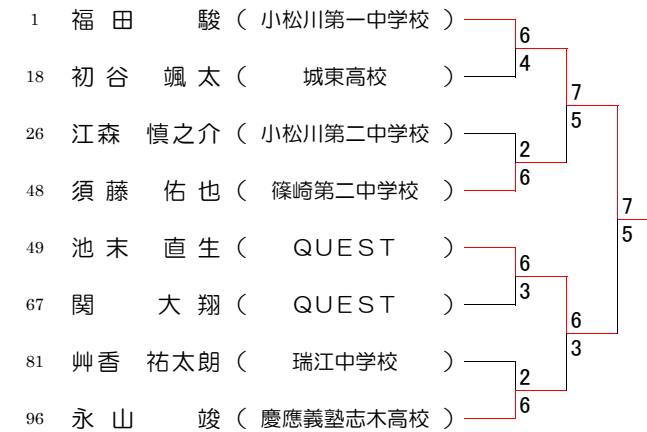 1 福田 駿 ( 小松川第一中学校 )
6
4
18 初谷 颯太 ( 城東高校 )
7
5
26 江森 慎之介 ( 小松川第二中学校 )
2
6
48 須藤 佑也 ( 篠崎第二中学校 )
7
5
49 池末 直生 ( QUEST )
6
3
67 関 大翔 ( QUEST )
6
3
81 艸香 祐太朗 ( 瑞江中学校 )
2
6
96 永山 竣 ( 慶應義塾志木高校 )